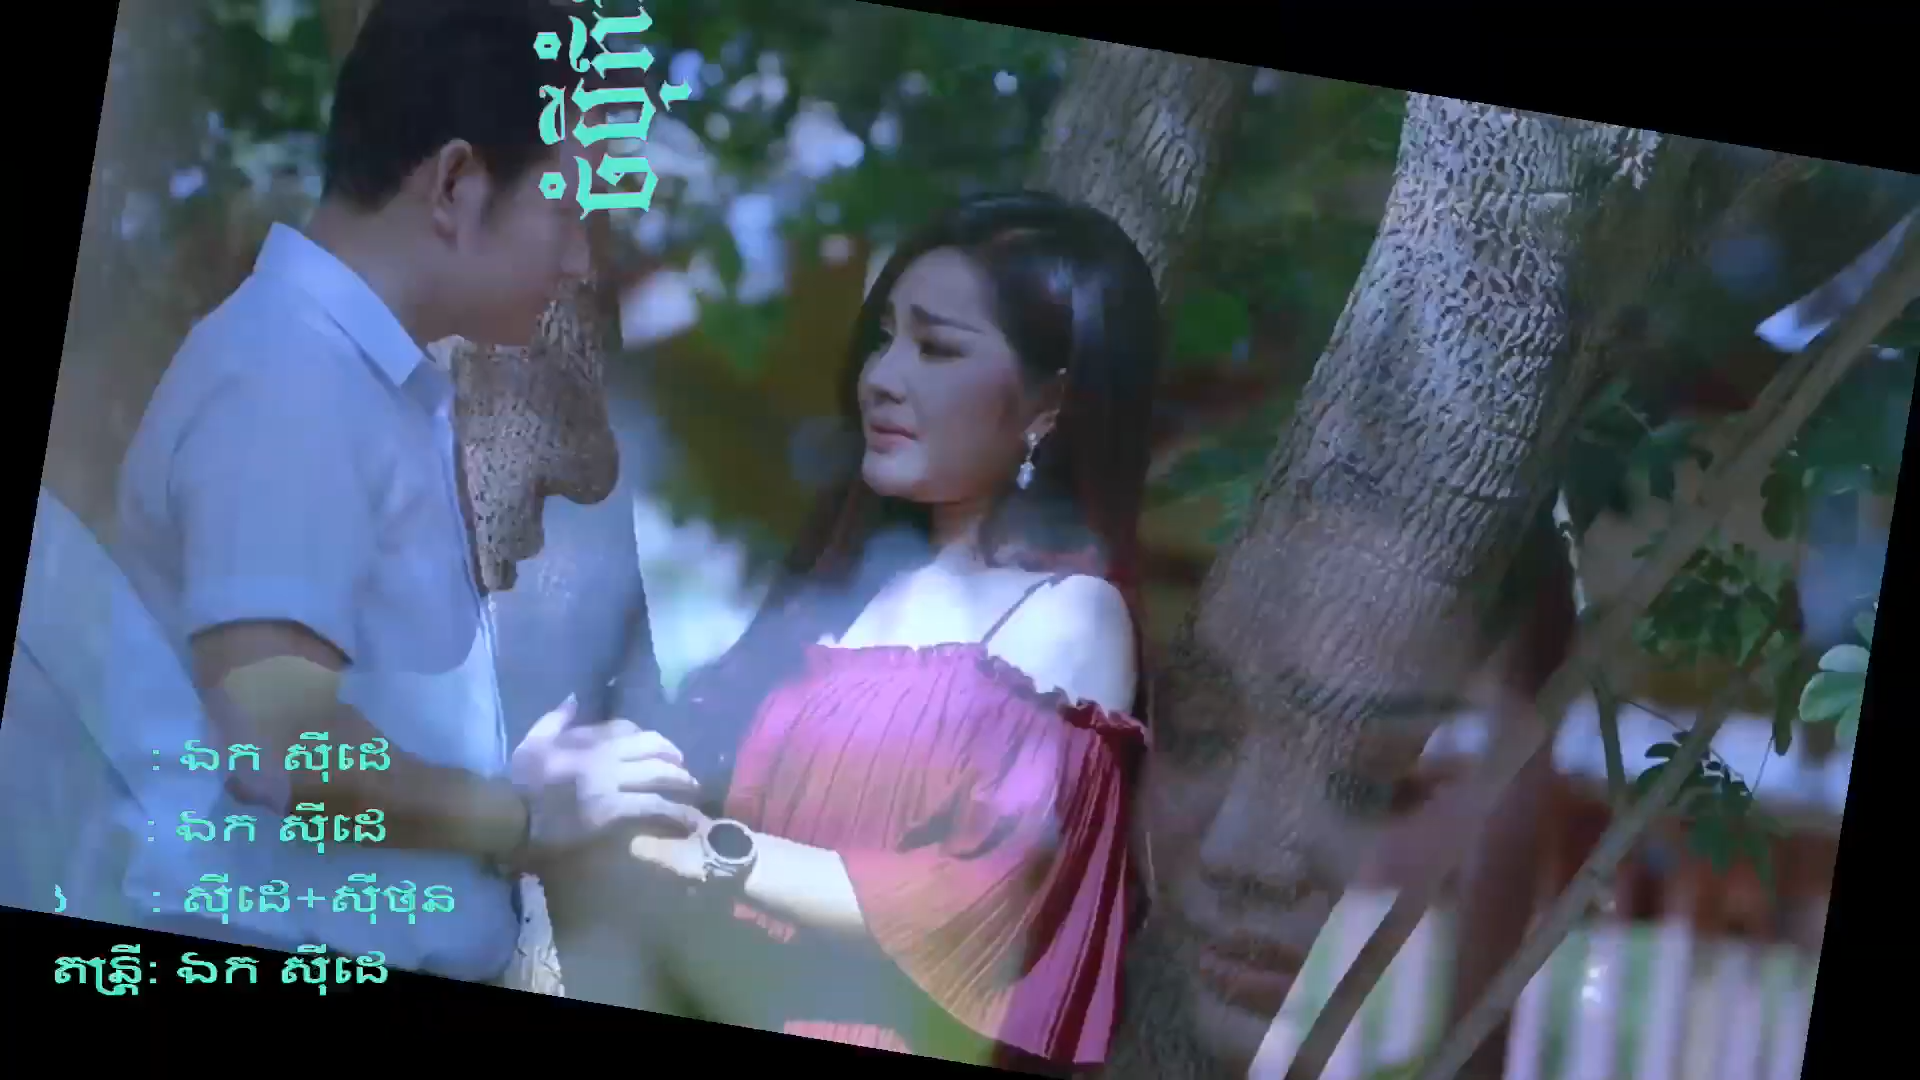 : ឯក ស៊ីដេ
: ឯក ស៊ីដេ
: ស៊ីដេ+ស៊ីថុន
តន្ត្រី: ឯក ស៊ីដេ